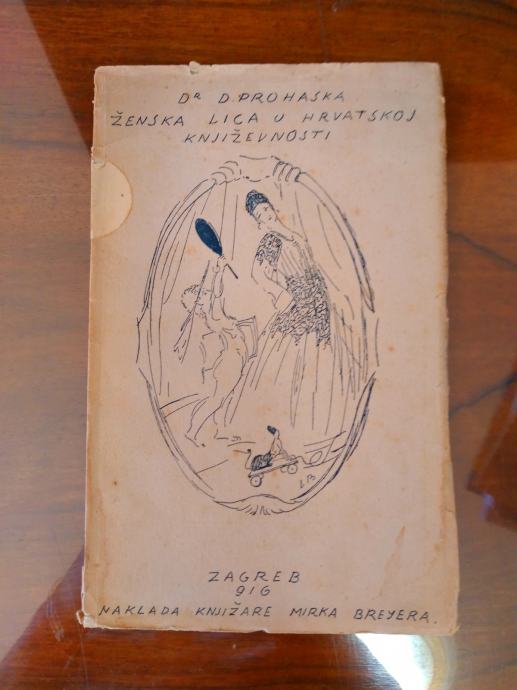 Dr D. PROHASKA
ŽENSKA LICA U HRVATSKOJ
KNJIŽEVNOSTI
ZAGREB
916
NAKLADA KNJIŽARE MIRKA BREYERA.